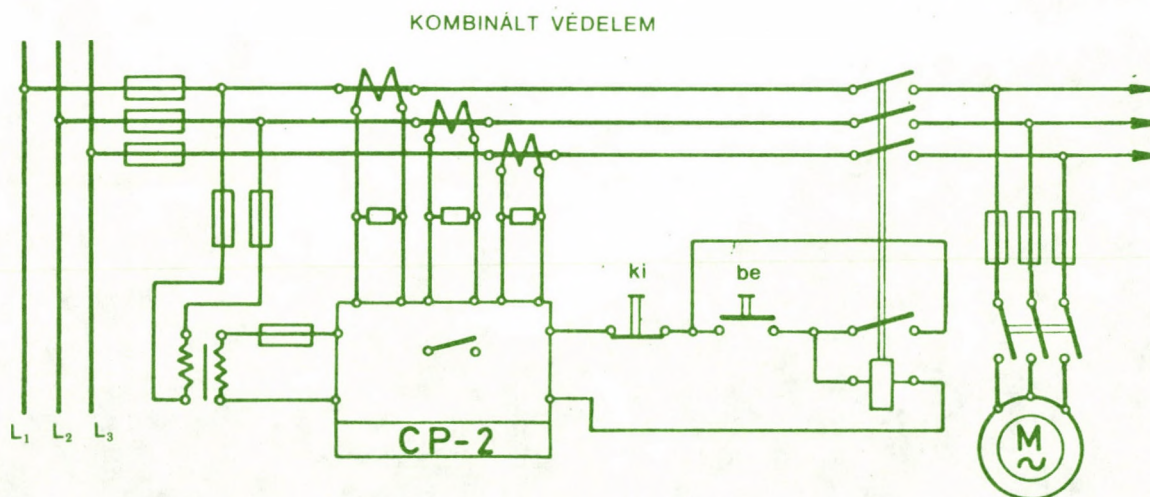 KOMBINÁLT VÉDELEM
ki
be
L₁ L₂ L₃
CP-2
M
~